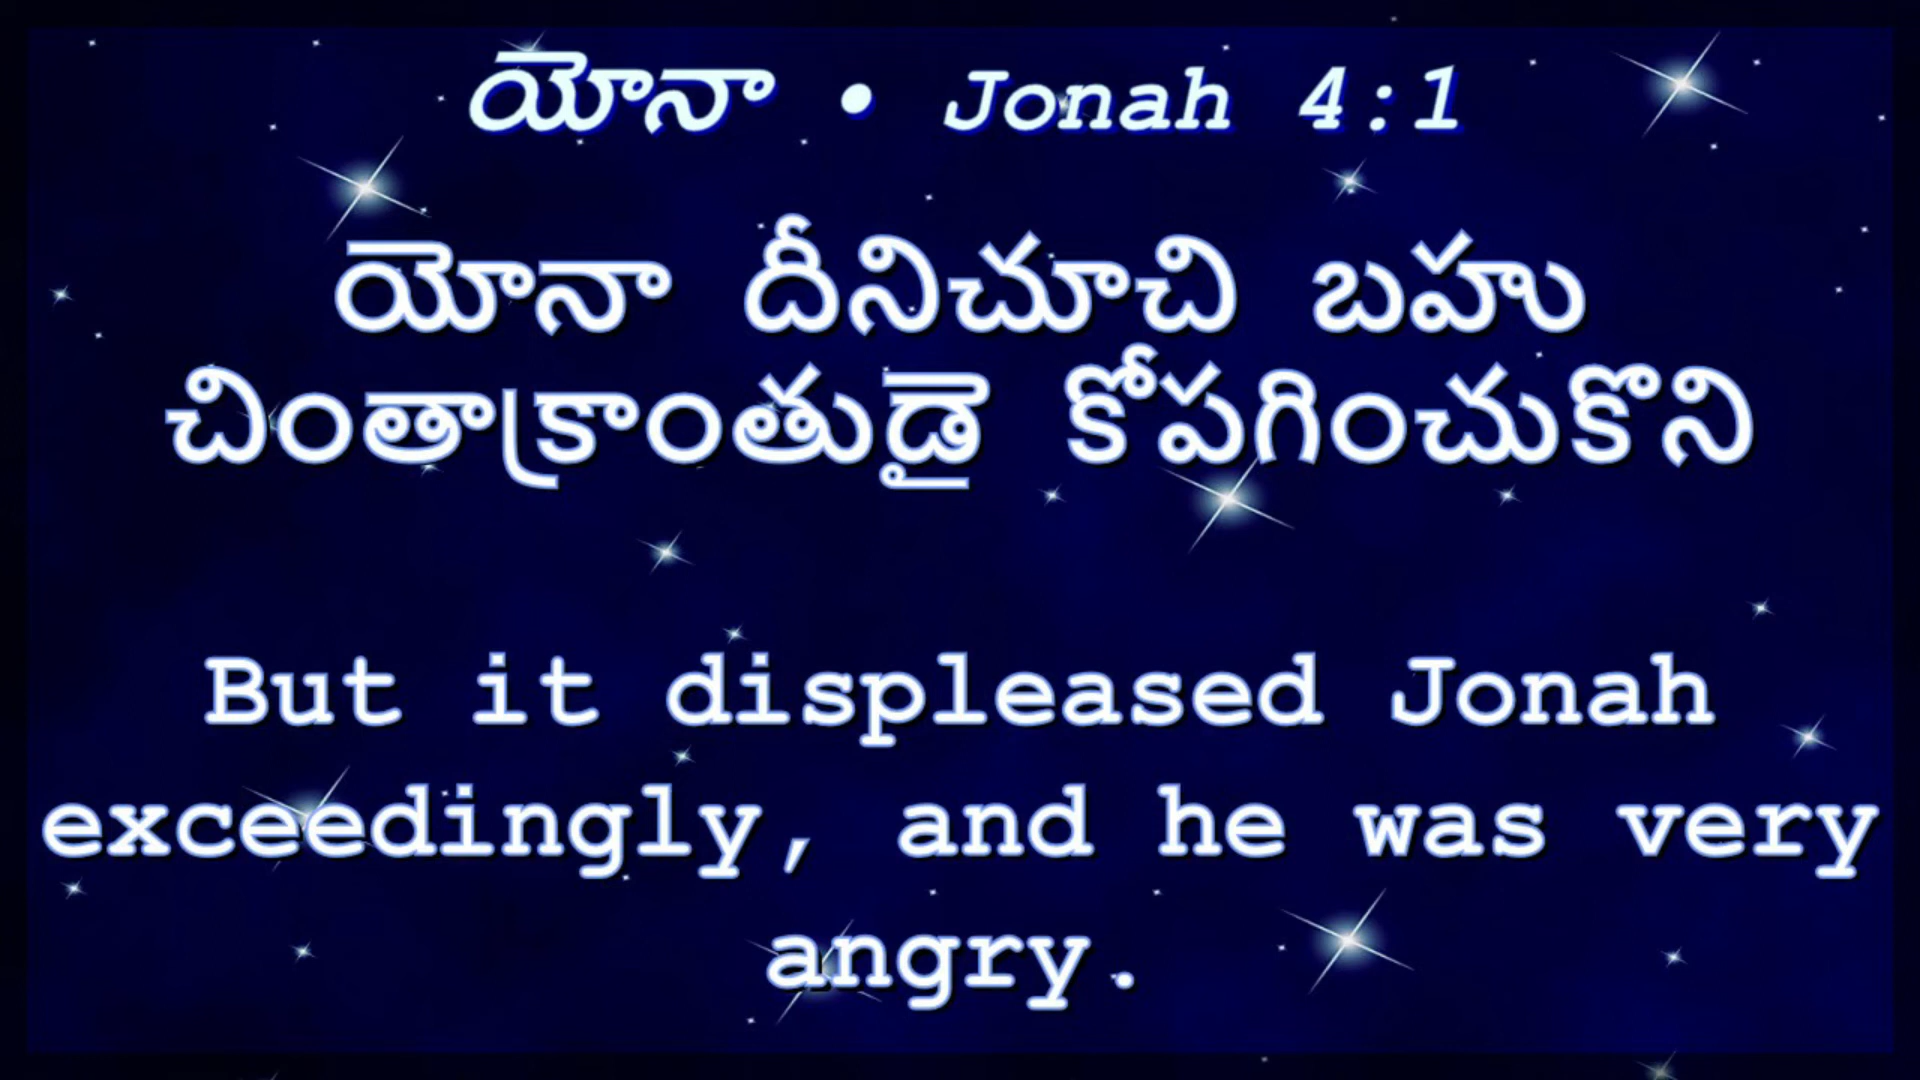 యోనా • Jonah 4:1
యోనా దీనిచూచి బహు
చింతాక్రాంతుడై కోపగించుకొని
But it displeased Jonah
exceedingly, and he was very
angry.